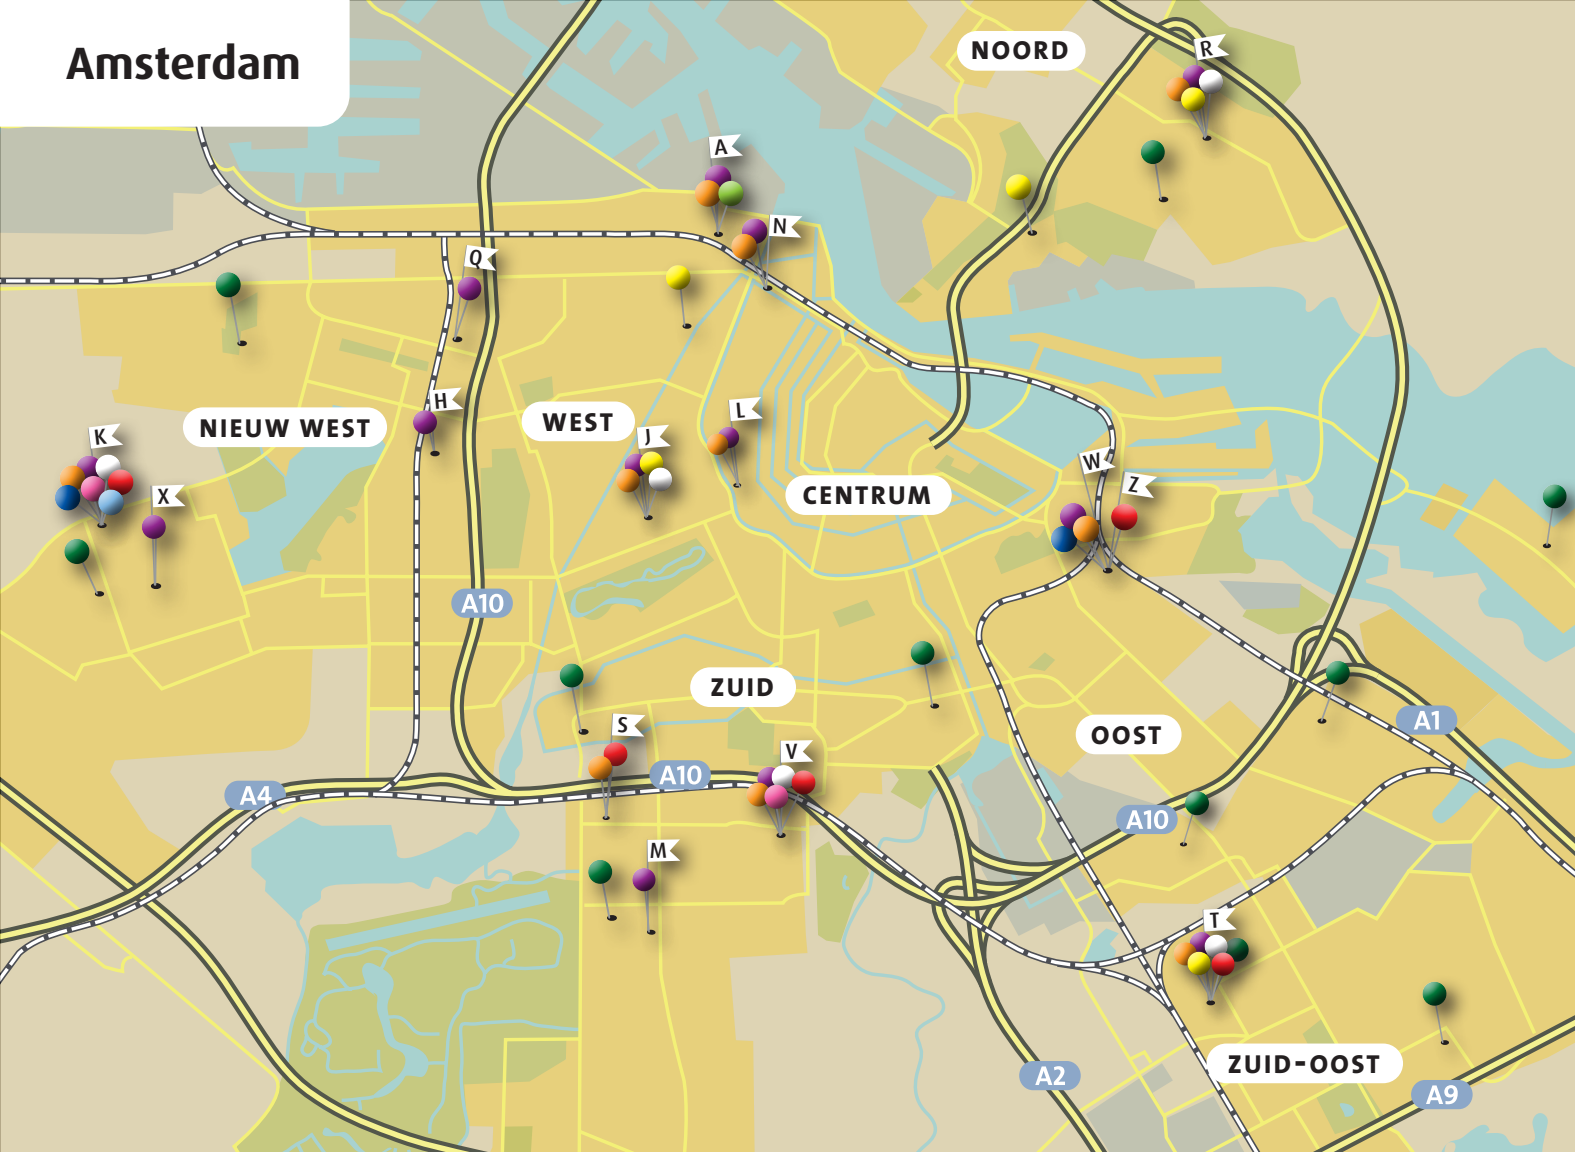 Amsterdam
NOORD
R
A
N
Q
H
K
NIEUW WEST
WEST
J
L
X
CENTRUM
W
Z
A10
ZUID
S
V
A10
A4
OOST
A1
A10
M
T
ZUID-OOST
A2
A9